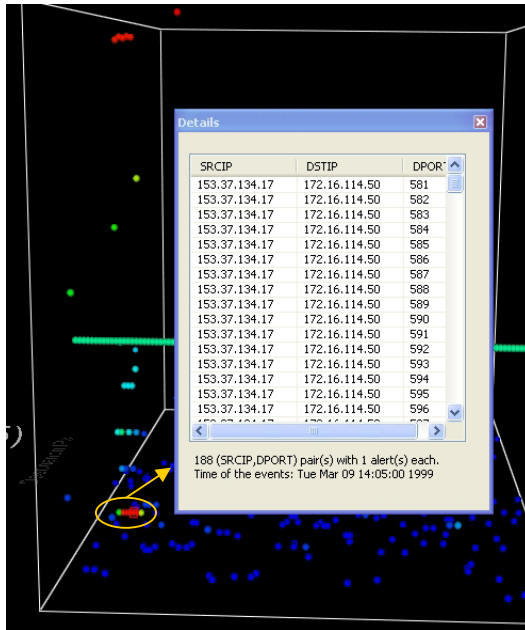 Details
SRCIP DSTIP DPORT
153.37.134.17 172.16.114.50 581
153.37.134.17 172.16.114.50 582
153.37.134.17 172.16.114.50 583
153.37.134.17 172.16.114.50 584
153.37.134.17 172.16.114.50 585
153.37.134.17 172.16.114.50 586
153.37.134.17 172.16.114.50 587
153.37.134.17 172.16.114.50 588
153.37.134.17 172.16.114.50 589
153.37.134.17 172.16.114.50 590
153.37.134.17 172.16.114.50 591
153.37.134.17 172.16.114.50 592
153.37.134.17 172.16.114.50 593
153.37.134.17 172.16.114.50 594
153.37.134.17 172.16.114.50 595
153.37.134.17 172.16.114.50 596
5)
188 (SRCIP,DPORT) pair(s) with 1 alert(s) each.
Time of the events: Tue Mar 09 14:05:00 1999